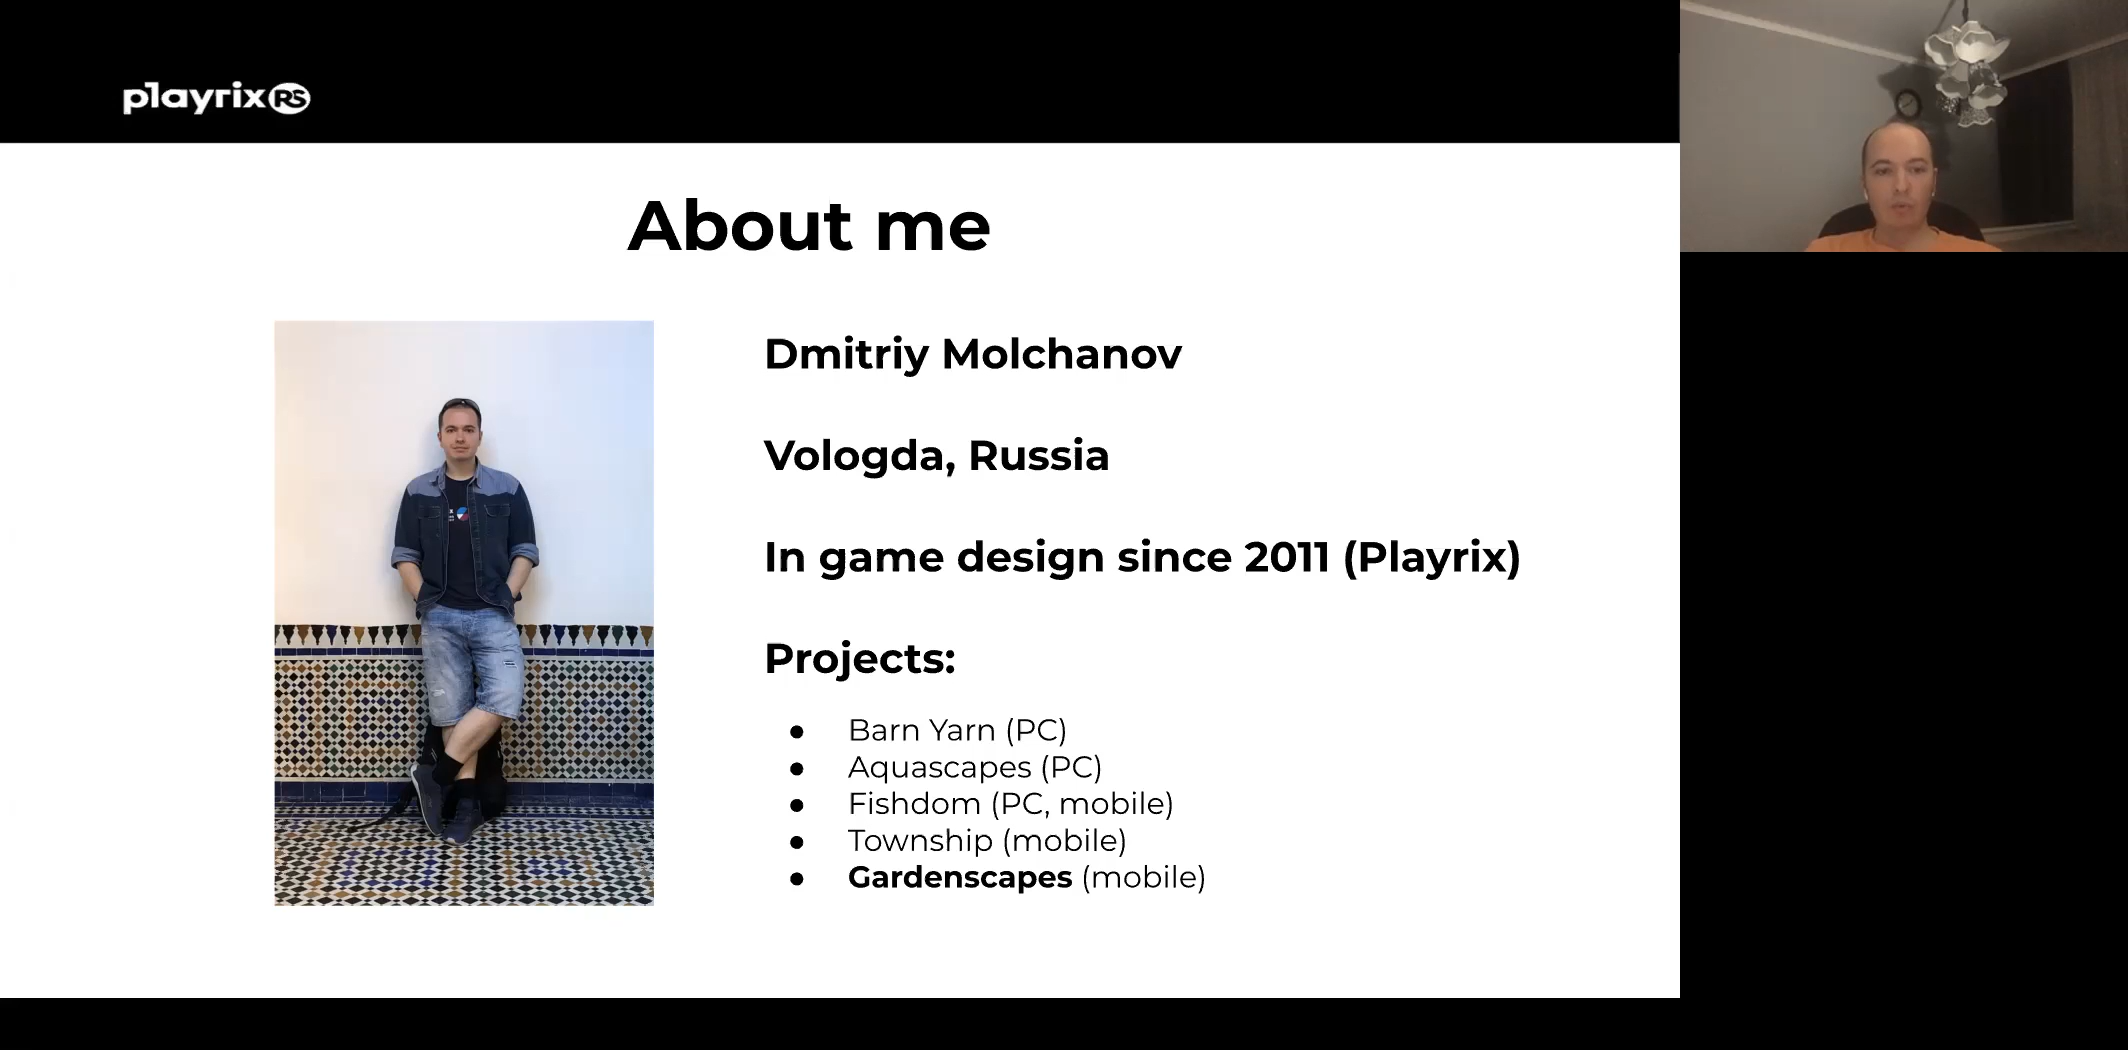 playrix RS
About me
Dmitriy Molchanov
Vologda, Russia
In game design since 2011 (Playrix)
Projects:
● Barn Yarn (PC)
● Aquascapes (PC)
● Fishdom (PC, mobile)
● Township (mobile)
● Gardenscapes (mobile)